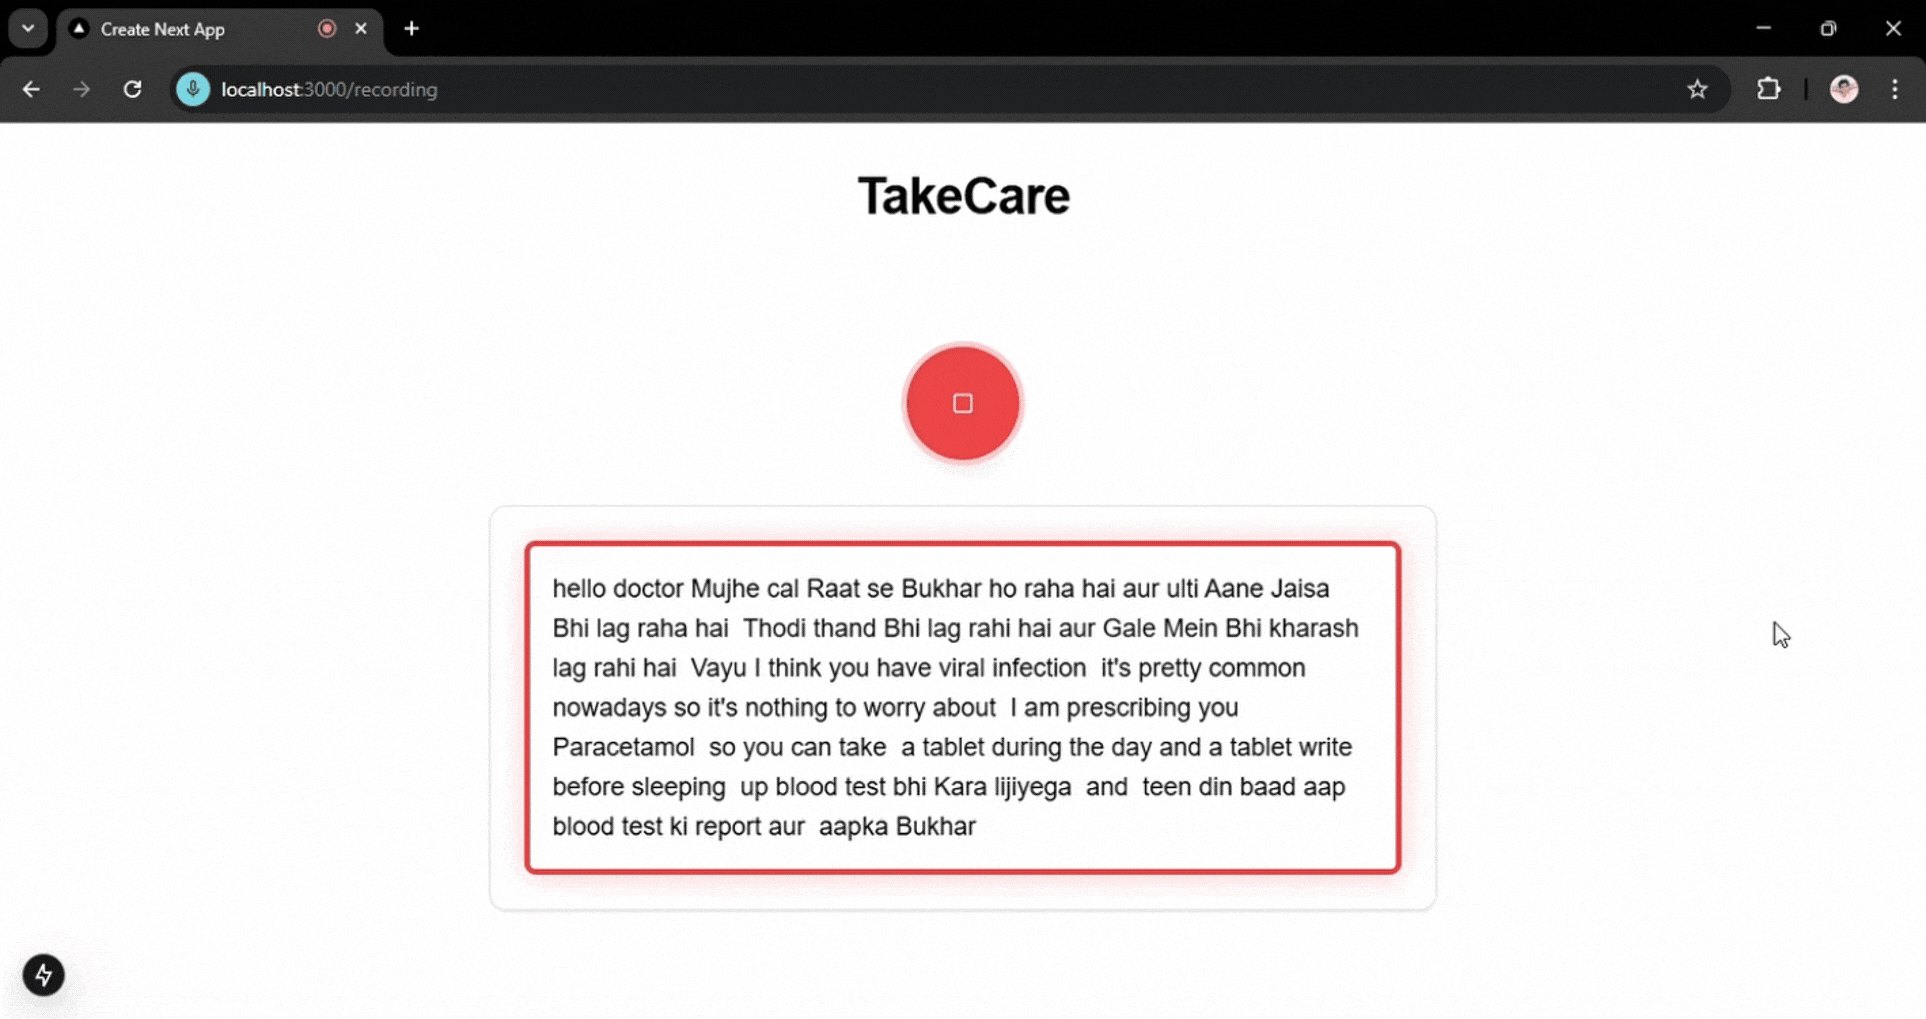 Create Next App
localhost:3000/recording
TakeCare
hello doctor Mujhe cal Raat se Bukhar ho raha hai aur ulti Aane Jaisa
Bhi lag raha hai  Thodi thand Bhi lag rahi hai aur Gale Mein Bhi kharash
lag rahi hai  Vayu I think you have viral infection  it's pretty common
nowadays so it's nothing to worry about  I am prescribing you
Paracetamol  so you can take  a tablet during the day and a tablet write
before sleeping  up blood test bhi Kara lijiyega  and  teen din baad aap
blood test ki report aur  aapka Bukhar